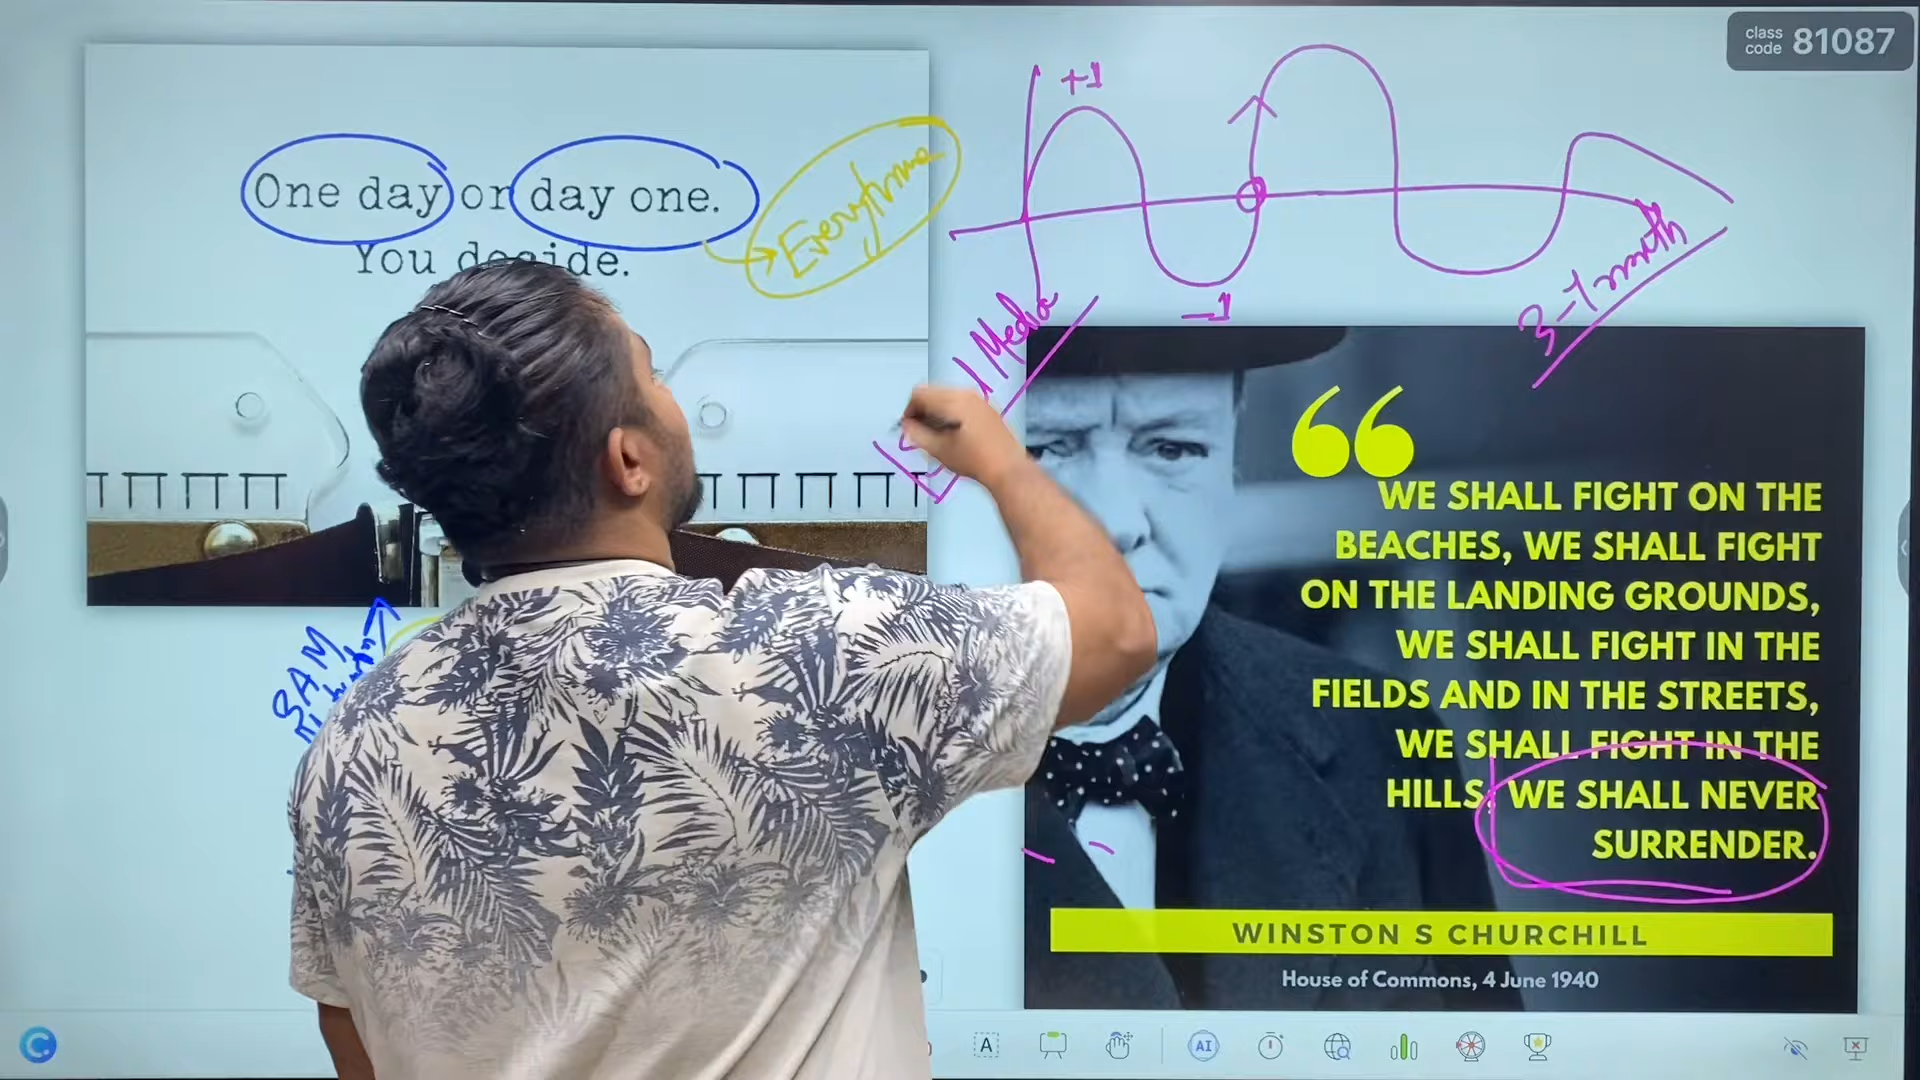 class
code 81087
One day or day one.
You decide.
Everytime
+1
-1
3-1 month
Media
WE SHALL FIGHT ON THE
BEACHES, WE SHALL FIGHT
ON THE LANDING GROUNDS,
WE SHALL FIGHT IN THE
FIELDS AND IN THE STREETS,
WE SHALL FIGHT IN THE
HILLS, WE SHALL NEVER
SURRENDER.
WINSTON S CHURCHILL
House of Commons, 4 June 1940
A
AI